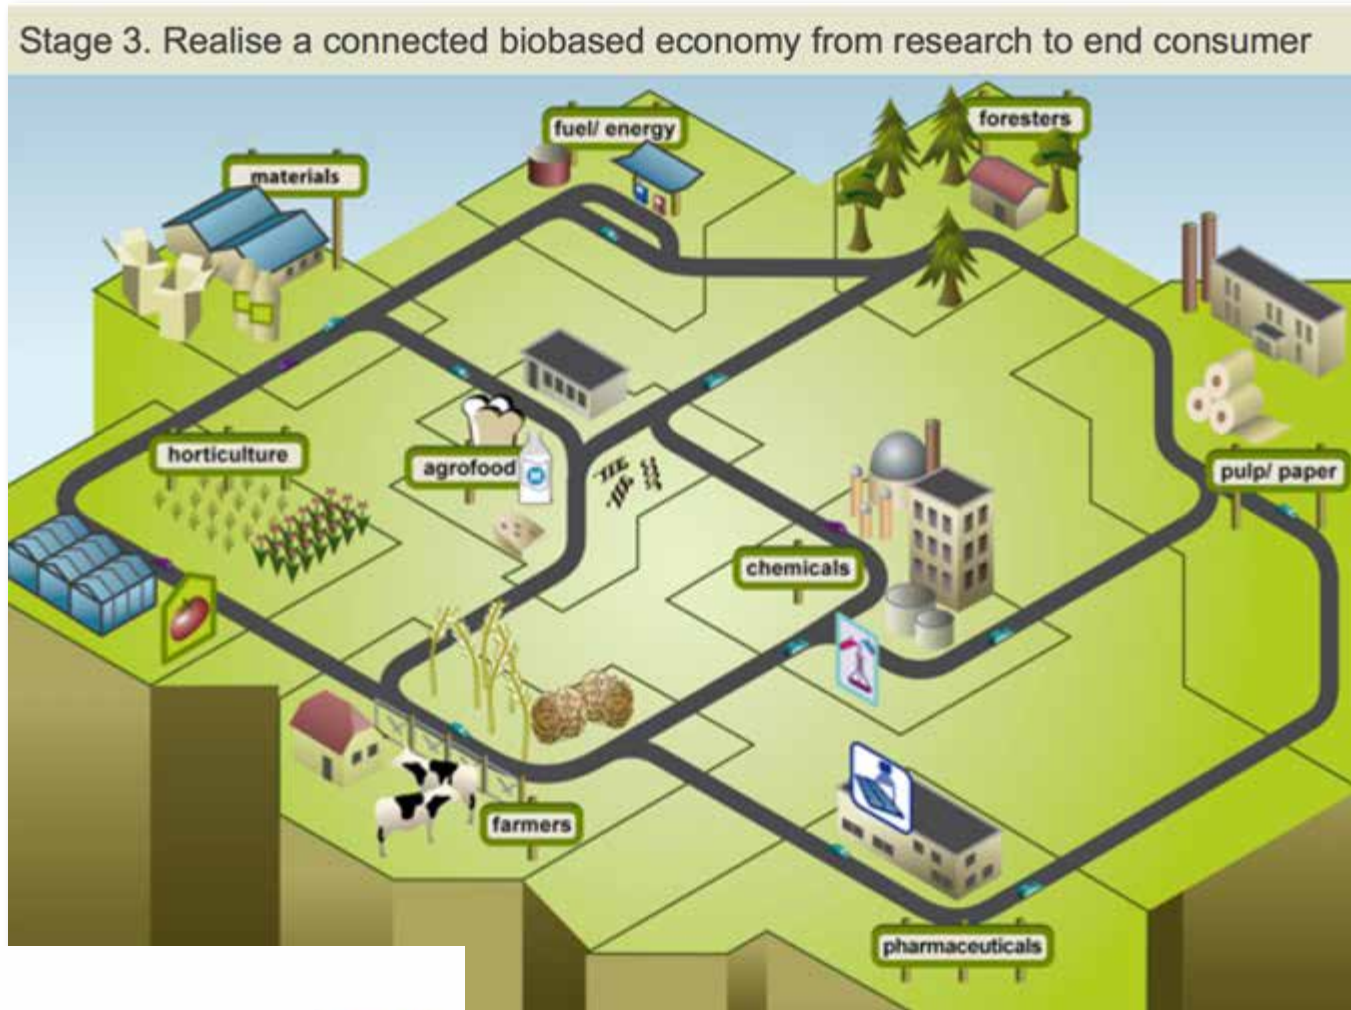 Stage 3. Realise a connected biobased economy from research to end consumer
fuel/ energy
foresters
materials
horticulture
agrofood
pulp/ paper
chemicals
farmers
pharmaceuticals